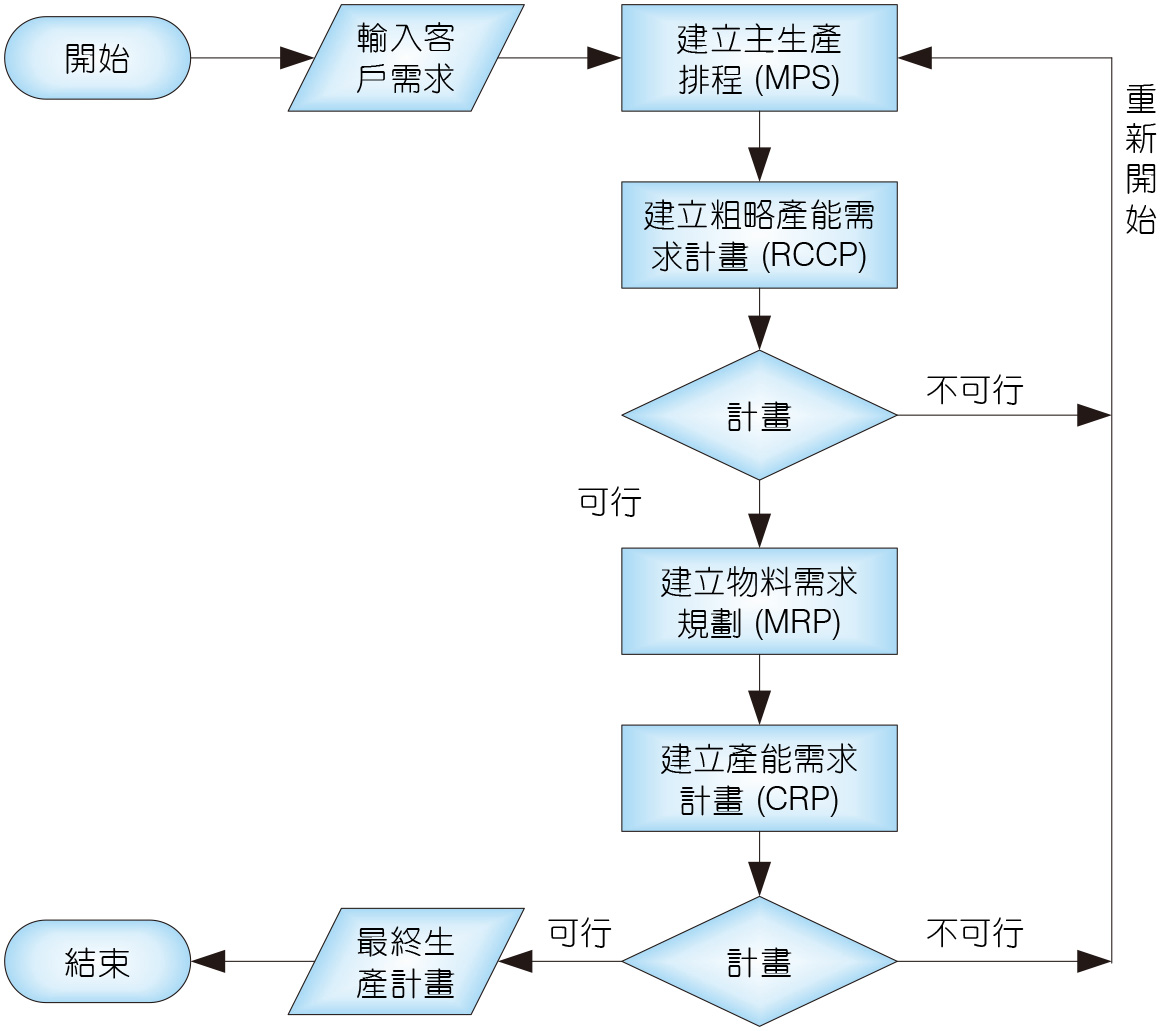 開始
輸入客
戶需求
建立主生產
排程 (MPS)
重新開始
建立粗略產能需
求計畫 (RCCP)
計畫
不可行
可行
建立物料需求
規劃 (MRP)
建立產能需求
計畫 (CRP)
結束
最終生
產計畫
可行
計畫
不可行